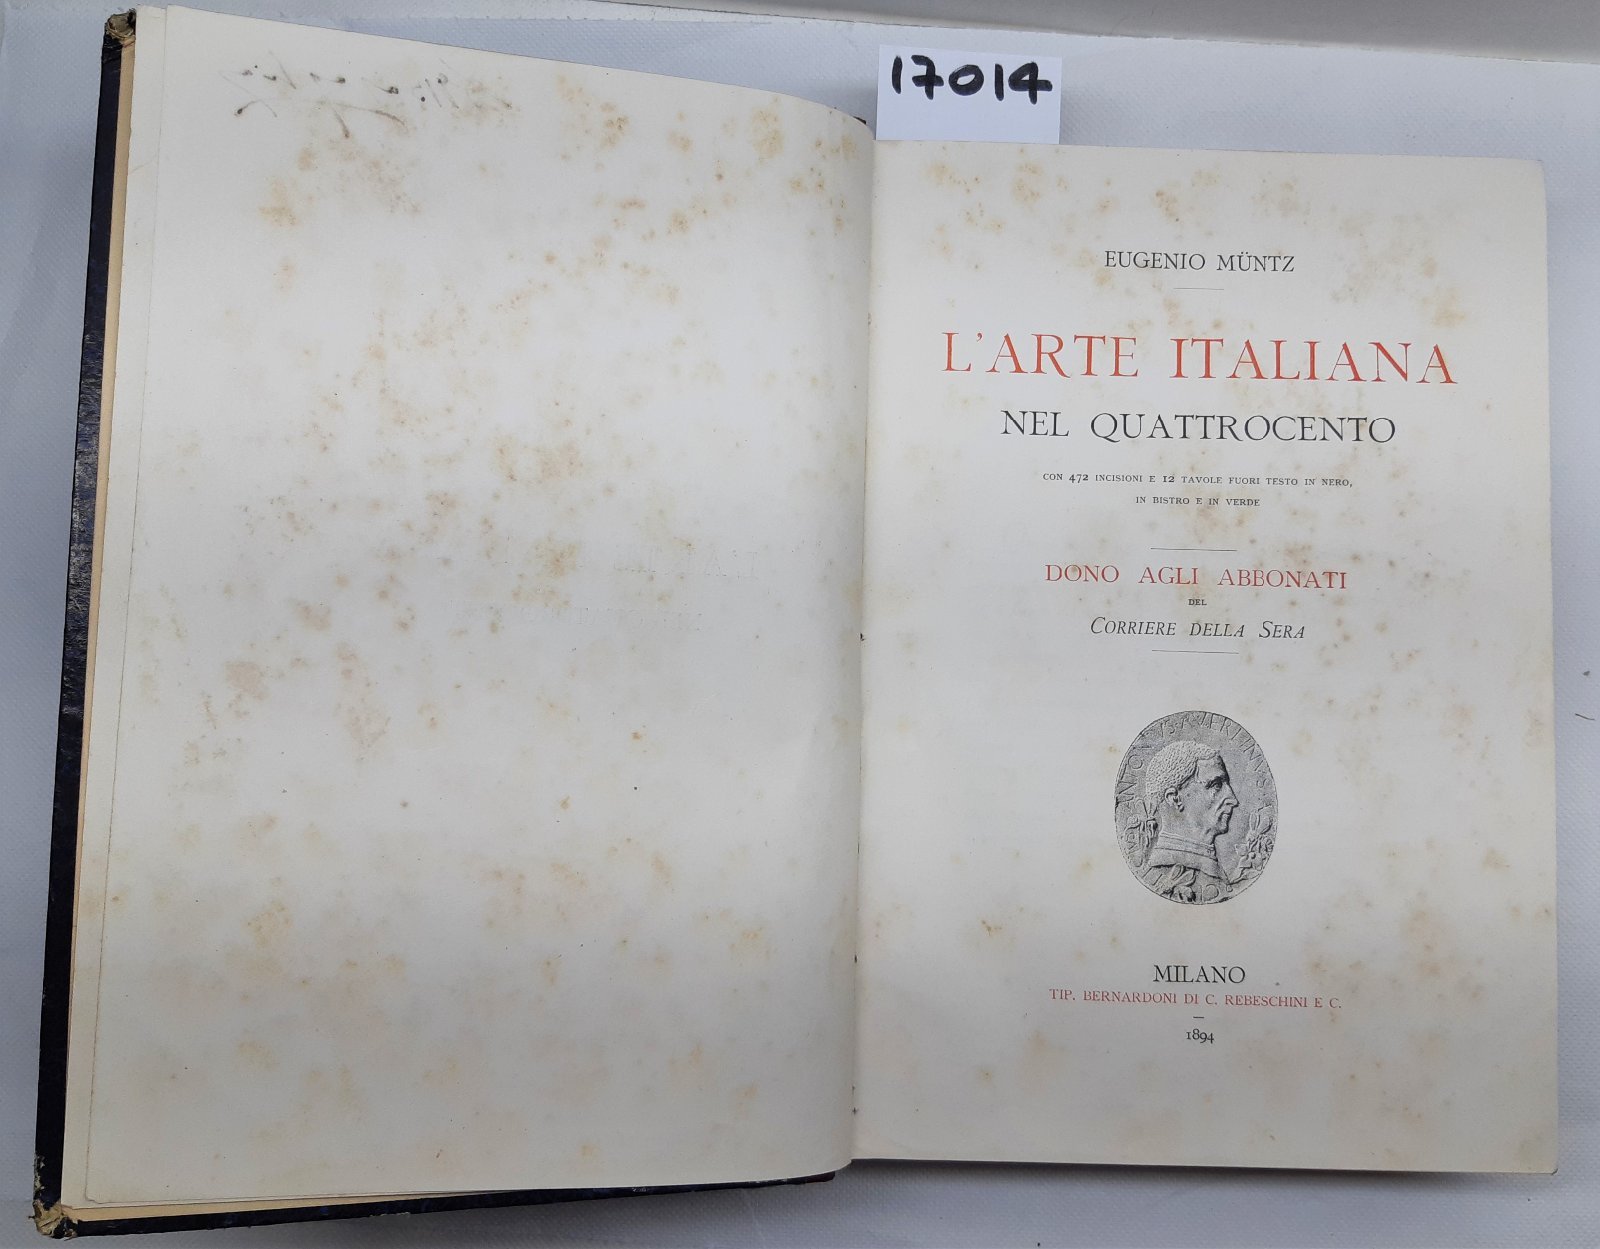 17014
EUGENIO MÜNTZ
L'ARTE ITALIANA
NEL QUATTROCENTO
CON 472 INCISIONI E 12 TAVOLE FUORI TESTO IN NERO,
IN BISTRO E IN VERDE
DONO AGLI ABBONATI
DEL
CORRIERE DELLA SERA
MILANO
TIP. BERNARDONI DI C. REBESCHINI E C.
1894